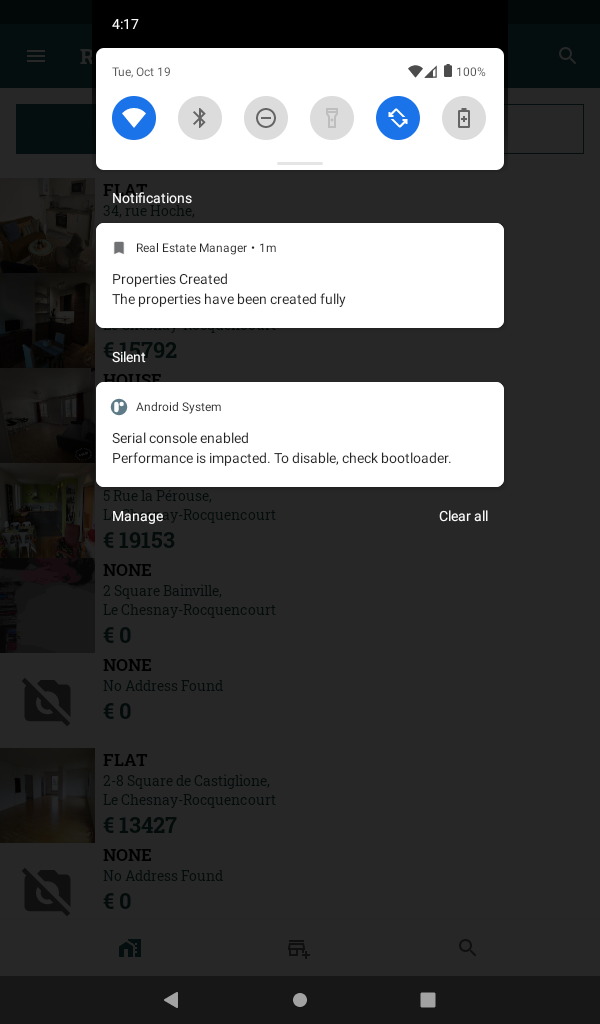 4:17
Tue, Oct 19
100%
R
Notifications
FLAT
34, rue Hoche,
Real Estate Manager • 1m
Properties Created
The properties have been created fully
Le Chesnay-Rocquencourt
€ 15792
Silent
HOUSE
Android System
Serial console enabled
Performance is impacted. To disable, check bootloader.
5 Rue la Pérouse,
Le Chesnay-Rocquencourt
Manage
Clear all
€ 19153
NONE
2 Square Bainville,
Le Chesnay-Rocquencourt
€ 0
NONE
No Address Found
€ 0
FLAT
2-8 Square de Castiglione,
Le Chesnay-Rocquencourt
€ 13427
NONE
No Address Found
€ 0